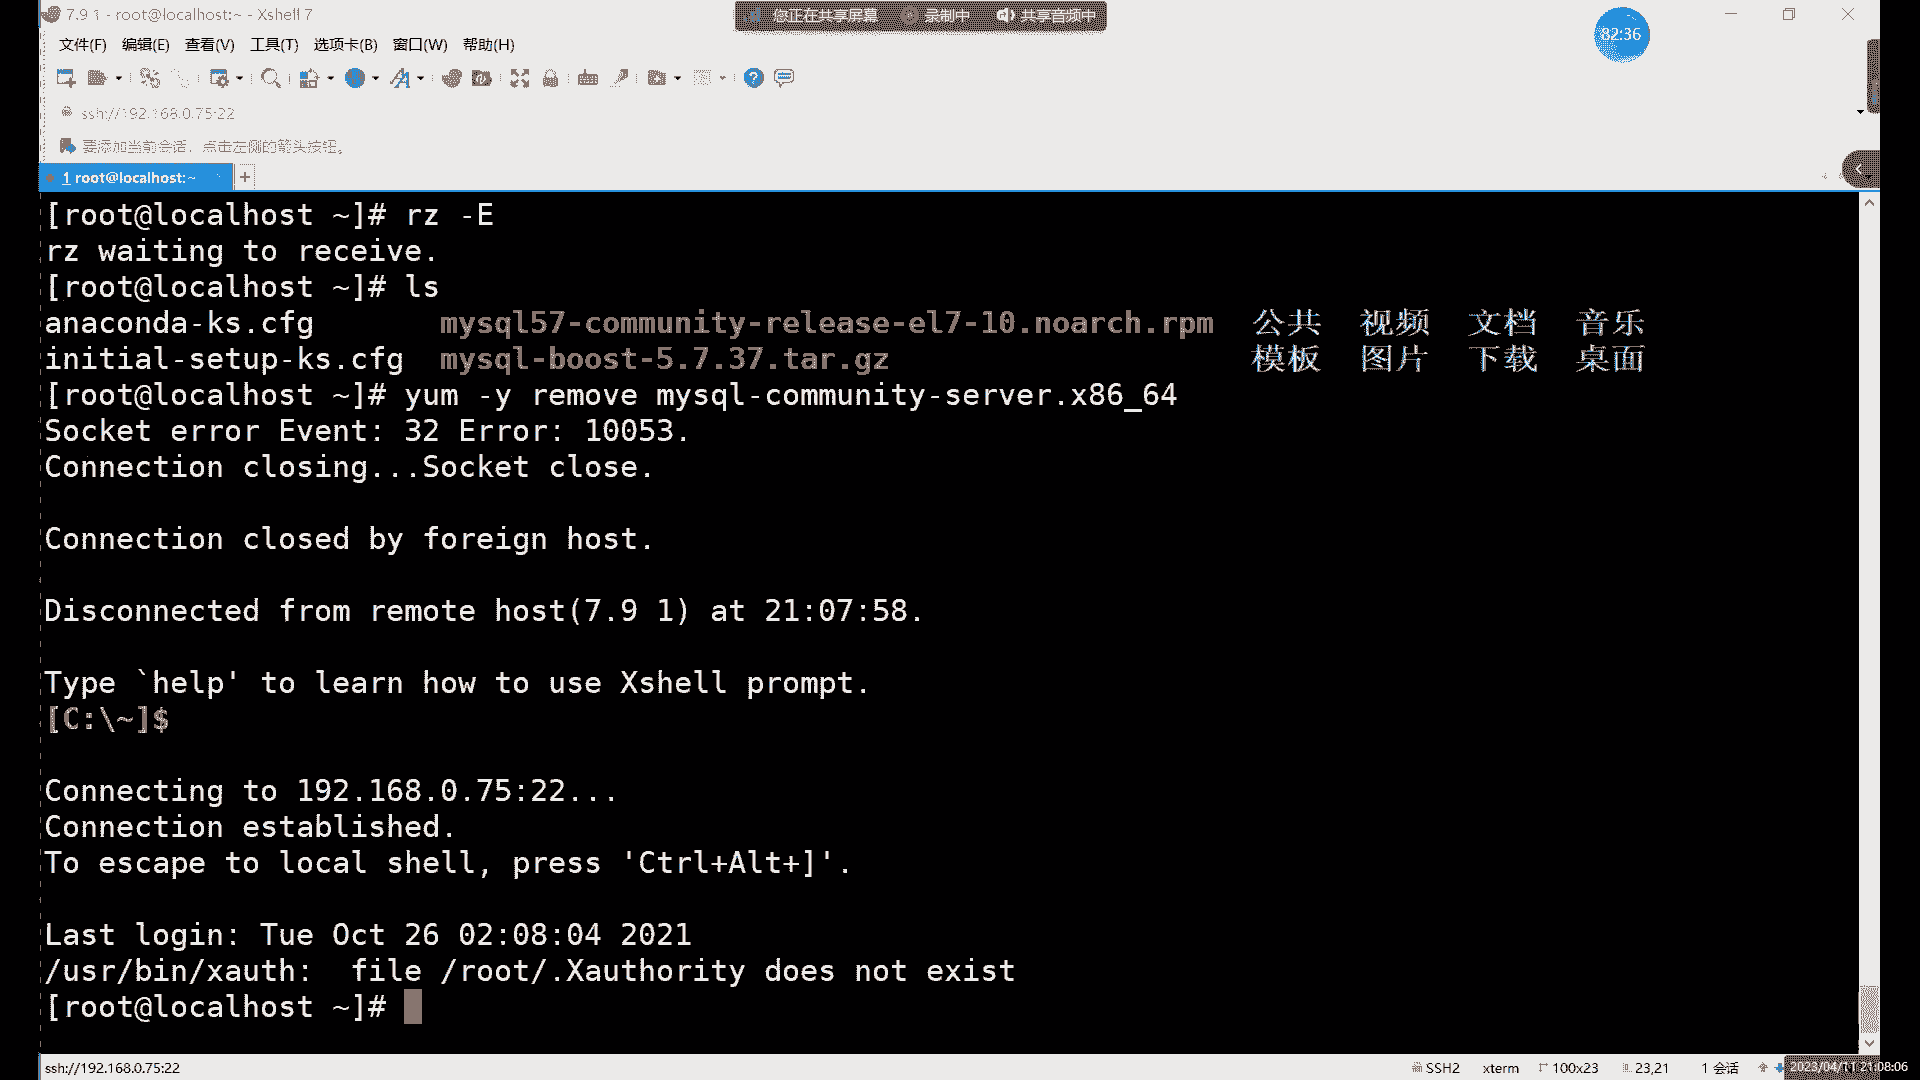 7.9 1 - root@localhost:~ - Xshell 7
您正在共享屏幕 录制中 共享音频中
82:36
文件(F) 编辑(E) 查看(V) 工具(T) 选项卡(B) 窗口(W) 帮助(H)
ssh://192.168.0.75:22
要添加当前会话，点击左侧的箭头按钮。
1 root@localhost:~ +
[root@localhost ~]# rz -E
rz waiting to receive.
[root@localhost ~]# ls
anaconda-ks.cfg mysql57-community-release-el7-10.noarch.rpm 公共 视频 文档 音乐
initial-setup-ks.cfg mysql-boost-5.7.37.tar.gz 模板 图片 下载 桌面
[root@localhost ~]# yum -y remove mysql-community-server.x86_64
Socket error Event: 32 Error: 10053.
Connection closing...Socket close.
Connection closed by foreign host.
Disconnected from remote host(7.9 1) at 21:07:58.
Type `help' to learn how to use Xshell prompt.
[C:\~]$
Connecting to 192.168.0.75:22...
Connection established.
To escape to local shell, press 'Ctrl+Alt+]'.
Last login: Tue Oct 26 02:08:04 2021
/usr/bin/xauth:  file /root/.Xauthority does not exist
[root@localhost ~]#
ssh://192.168.0.75:22 SSH2 xterm 100x23 23,21 1 会话 2023/04/11 21:08:06